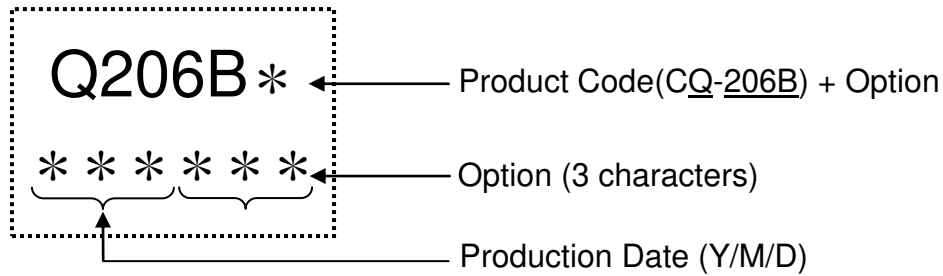 Q206B* Product Code(CQ-206B) + Option
* * * * * * Option (3 characters)
Production Date (Y/M/D)